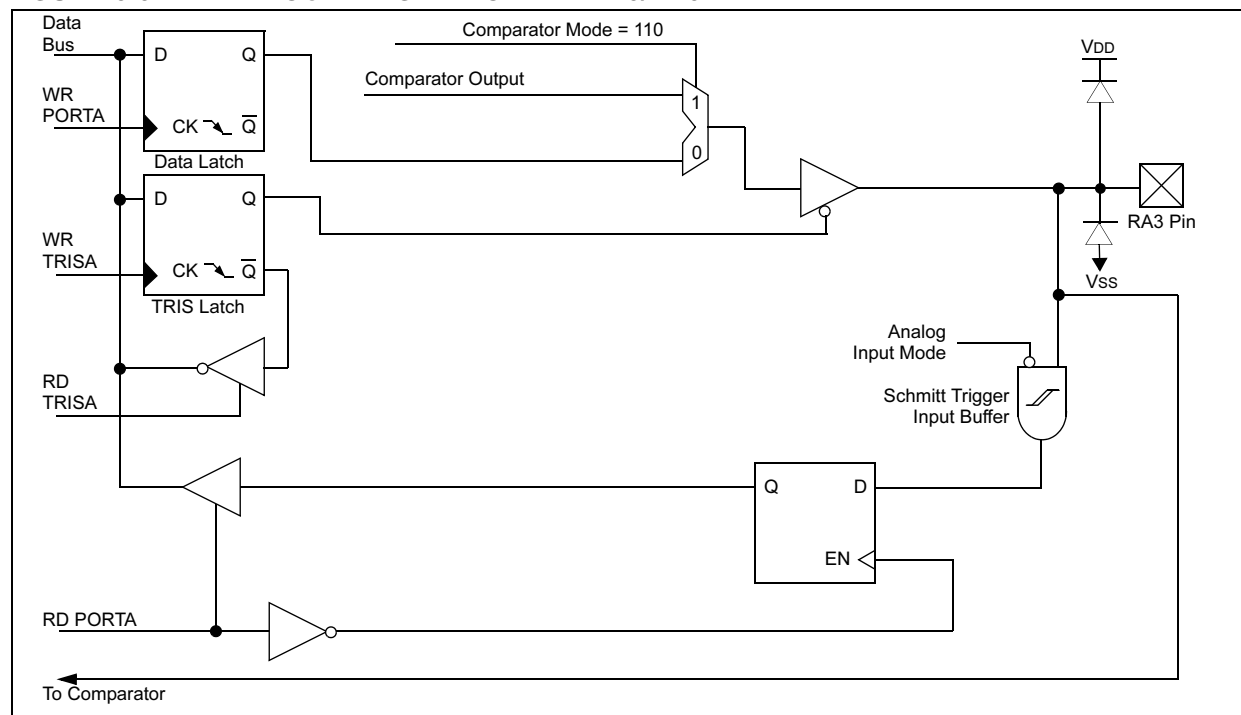 Data
Bus
D Q
WR
PORTA
CK Q
Data Latch
Comparator Mode = 110
Comparator Output
1
0
VDD
RA3 Pin
VSS
D Q
WR
TRISA
CK Q
TRIS Latch
RD
TRISA
Analog
Input Mode
Schmitt Trigger
Input Buffer
Q D
EN
RD PORTA
To Comparator